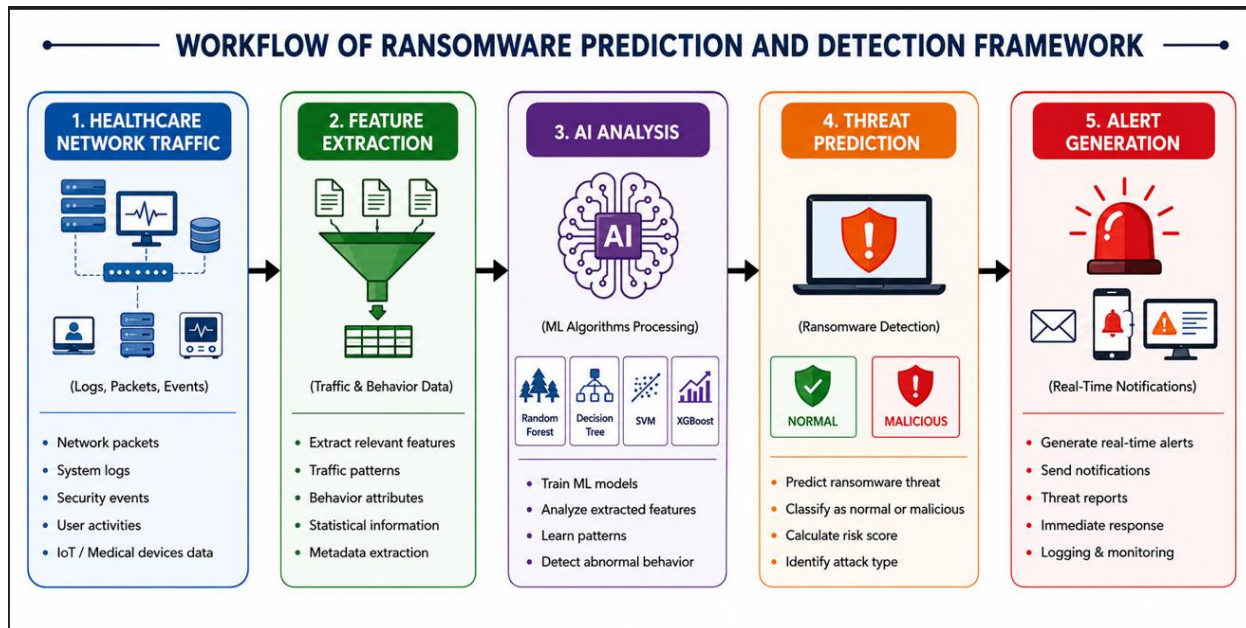 WORKFLOW OF RANSOMWARE PREDICTION AND DETECTION FRAMEWORK
1. HEALTHCARE
NETWORK TRAFFIC
(Logs, Packets, Events)
• Network packets
• System logs
• Security events
• User activities
• IoT / Medical devices data
2. FEATURE
EXTRACTION
(Traffic & Behavior Data)
• Extract relevant features
• Traffic patterns
• Behavior attributes
• Statistical information
• Metadata extraction
3. AI ANALYSIS
AI
(ML Algorithms Processing)
Random
Forest
Decision
Tree
SVM
XGBoost
• Train ML models
• Analyze extracted features
• Learn patterns
• Detect abnormal behavior
4. THREAT
PREDICTION
(Ransomware Detection)
NORMAL
MALICIOUS
• Predict ransomware threat
• Classify as normal or malicious
• Calculate risk score
• Identify attack type
5. ALERT
GENERATION
(Real-Time Notifications)
• Generate real-time alerts
• Send notifications
• Threat reports
• Immediate response
• Logging & monitoring